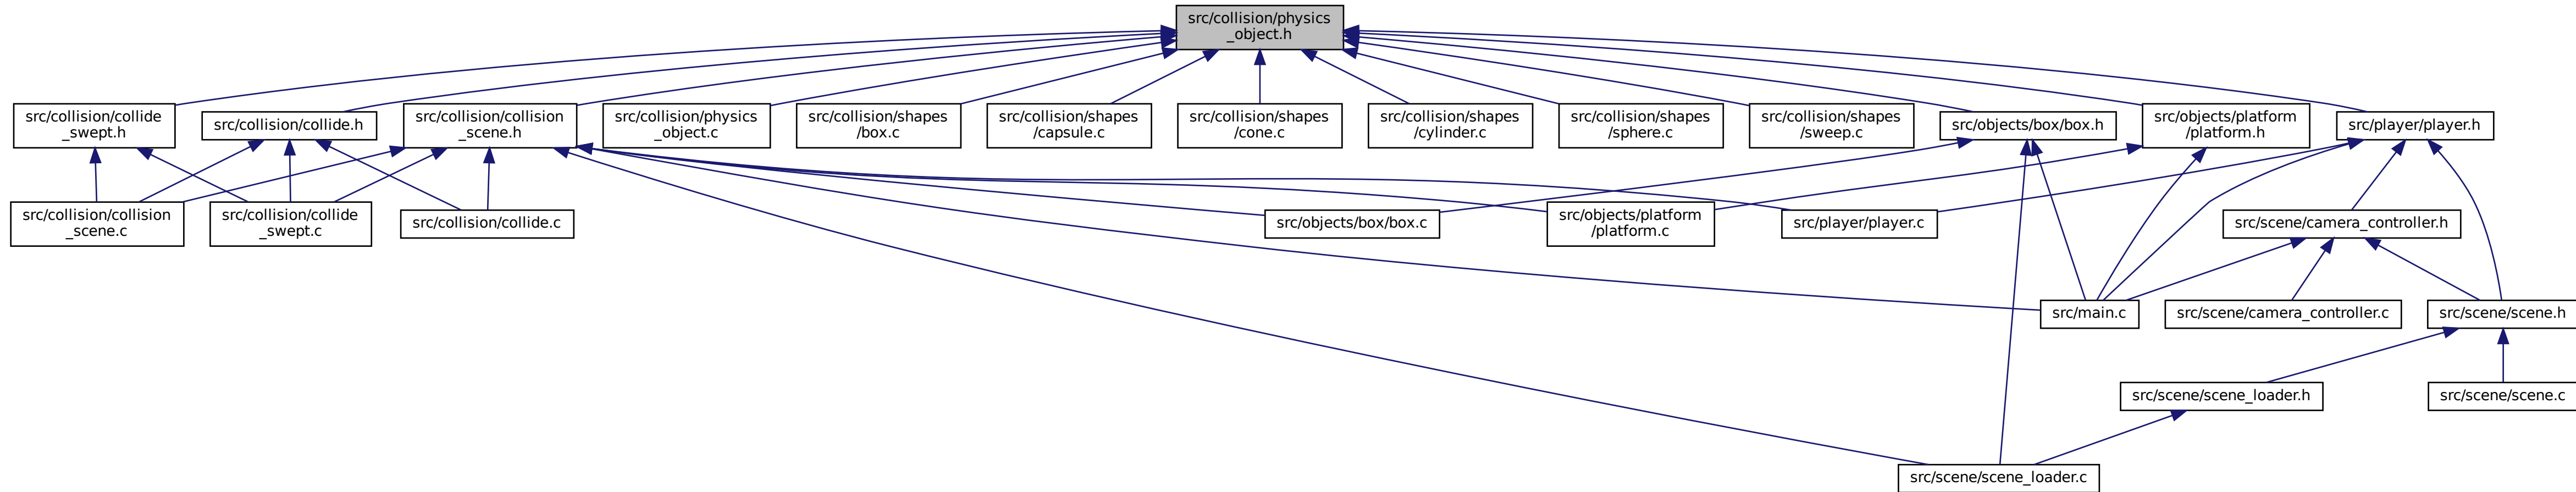 src/collision/physics
_object.h
src/collision/collide
_swept.h
src/collision/collide.h
src/collision/collision
_scene.h
src/collision/physics
_object.c
src/collision/shapes
/box.c
src/collision/shapes
/capsule.c
src/collision/shapes
/cone.c
src/collision/shapes
/cylinder.c
src/collision/shapes
/sphere.c
src/collision/shapes
/sweep.c
src/objects/box/box.h
src/objects/platform
/platform.h
src/player/player.h
src/collision/collision
_scene.c
src/collision/collide
_swept.c
src/collision/collide.c
src/objects/box/box.c
src/objects/platform
/platform.c
src/player/player.c
src/scene/camera_controller.h
src/main.c
src/scene/camera_controller.c
src/scene/scene.h
src/scene/scene_loader.h
src/scene/scene.c
src/scene/scene_loader.c